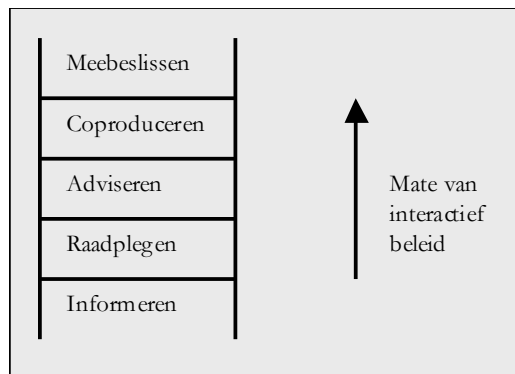 Meebeslissen
Coproduceren
Adviseren
Raadplegen
Informeren
Mate van
interactief
beleid